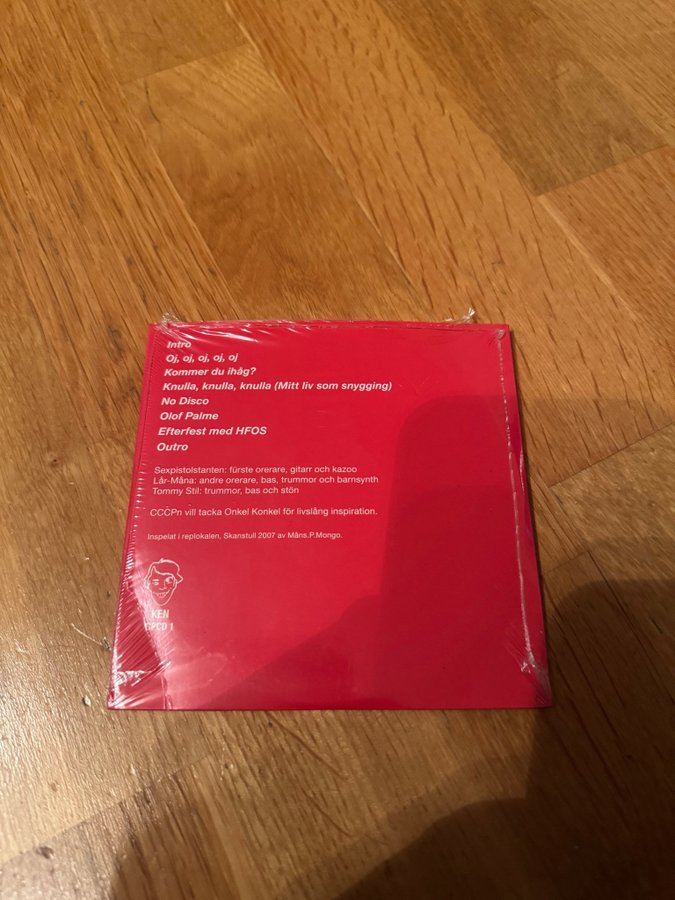 Intro
Oj, oj, oj, oj, oj
Kommer du ihåg?
Knulla, knulla, knulla (Mitt liv som snygging)
No Disco
Olof Palme
Efterfest med HFOS
Outro
Sexpistolstanten: förste orerare, gitarr och kazoo
Lår-Måna: andre orerare, bas, trummor och barnsynth
Tommy Stil: trummor, bas och stön
CCCPn vill tacka Onkel Konkel för livslång inspiration.
Inspelat i replokalen, Skanstull 2007 av Måns.P.Mongo.
KEN
CPCD 1